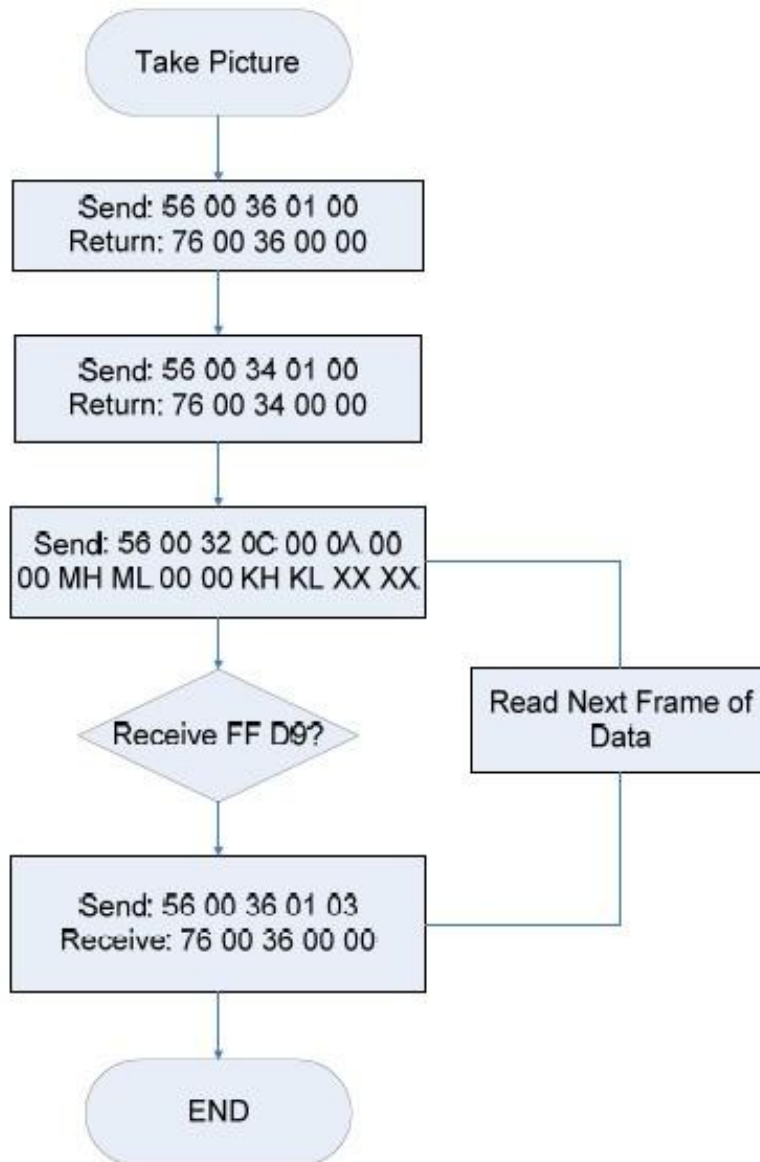 Take Picture
Send: 56 00 36 01 00
Return: 76 00 36 00 00
Send: 56 00 34 01 00
Return: 76 00 34 00 00
Send: 56 00 32 0C 00 0A 00
00 MH ML 00 00 KH KL XX XX
Receive FF D9?
Read Next Frame of
Data
Send: 56 00 36 01 03
Receive: 76 00 36 00 00
END